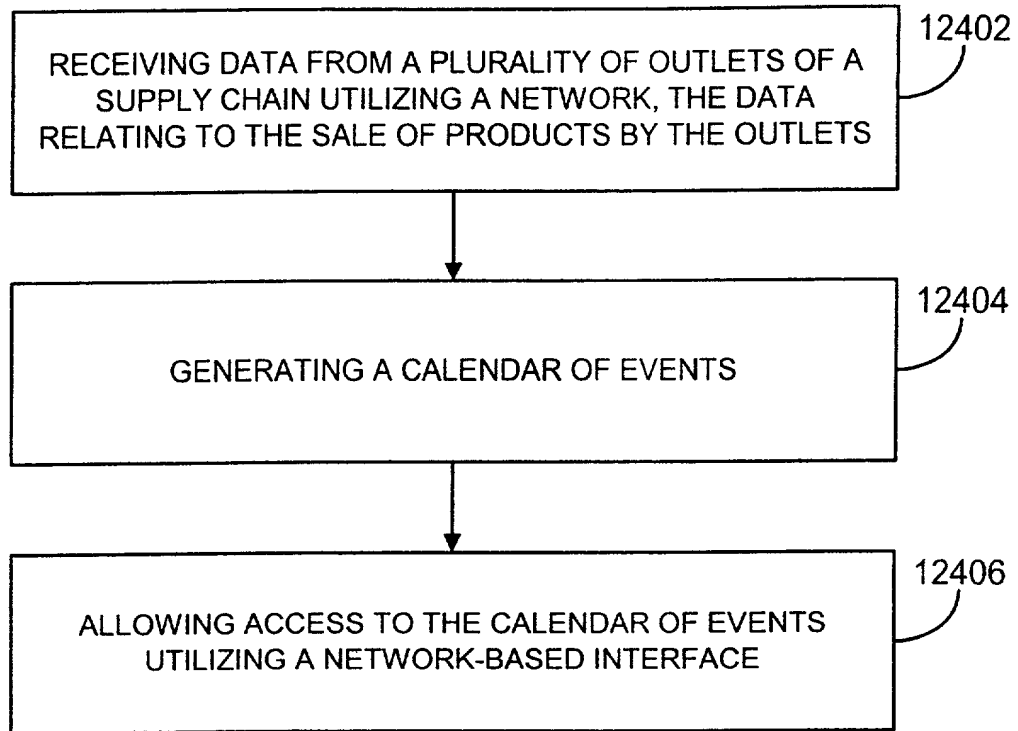 12402
RECEIVING DATA FROM A PLURALITY OF OUTLETS OF A
SUPPLY CHAIN UTILIZING A NETWORK, THE DATA
RELATING TO THE SALE OF PRODUCTS BY THE OUTLETS
12404
GENERATING A CALENDAR OF EVENTS
12406
ALLOWING ACCESS TO THE CALENDAR OF EVENTS
UTILIZING A NETWORK-BASED INTERFACE